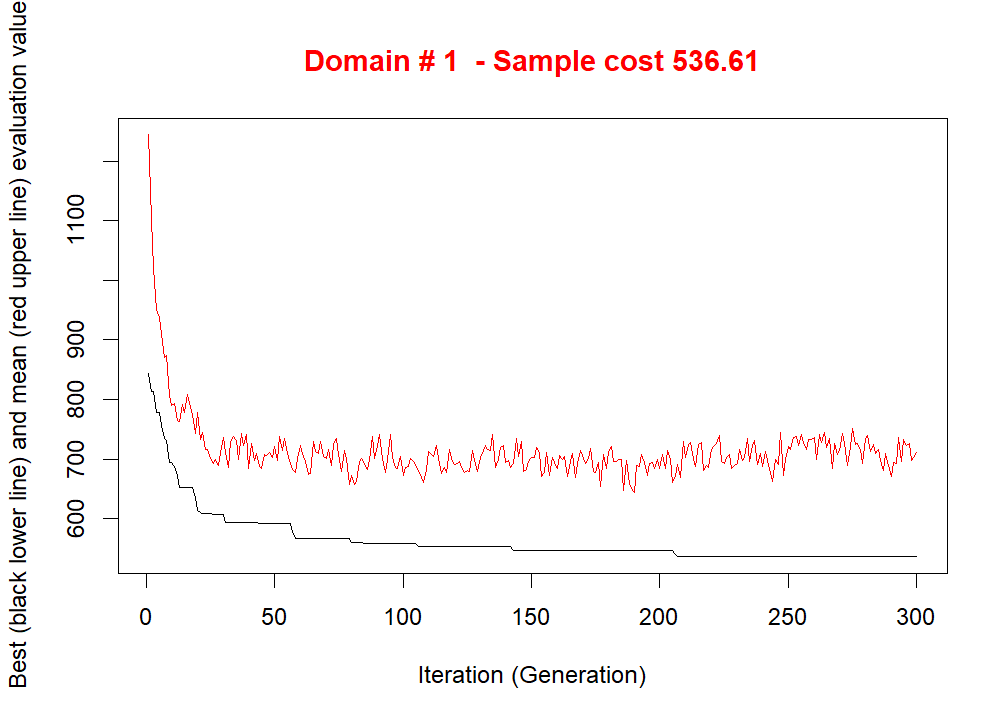 Domain # 1  - Sample cost 536.61
Best (black lower line) and mean (red upper line) evaluation value
1100
900
800
700
600
0 50 100 150 200 250 300
Iteration (Generation)